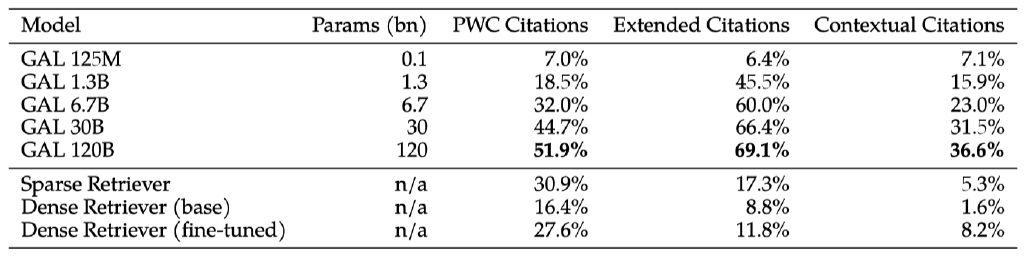 Model Params (bn) PWC Citations Extended Citations Contextual Citations
GAL 125M 0.1 7.0% 6.4% 7.1%
GAL 1.3B 1.3 18.5% 45.5% 15.9%
GAL 6.7B 6.7 32.0% 60.0% 23.0%
GAL 30B 30 44.7% 66.4% 31.5%
GAL 120B 120 51.9% 69.1% 36.6%
Sparse Retriever n/a 30.9% 17.3% 5.3%
Dense Retriever (base) n/a 16.4% 8.8% 1.6%
Dense Retriever (fine-tuned) n/a 27.6% 11.8% 8.2%